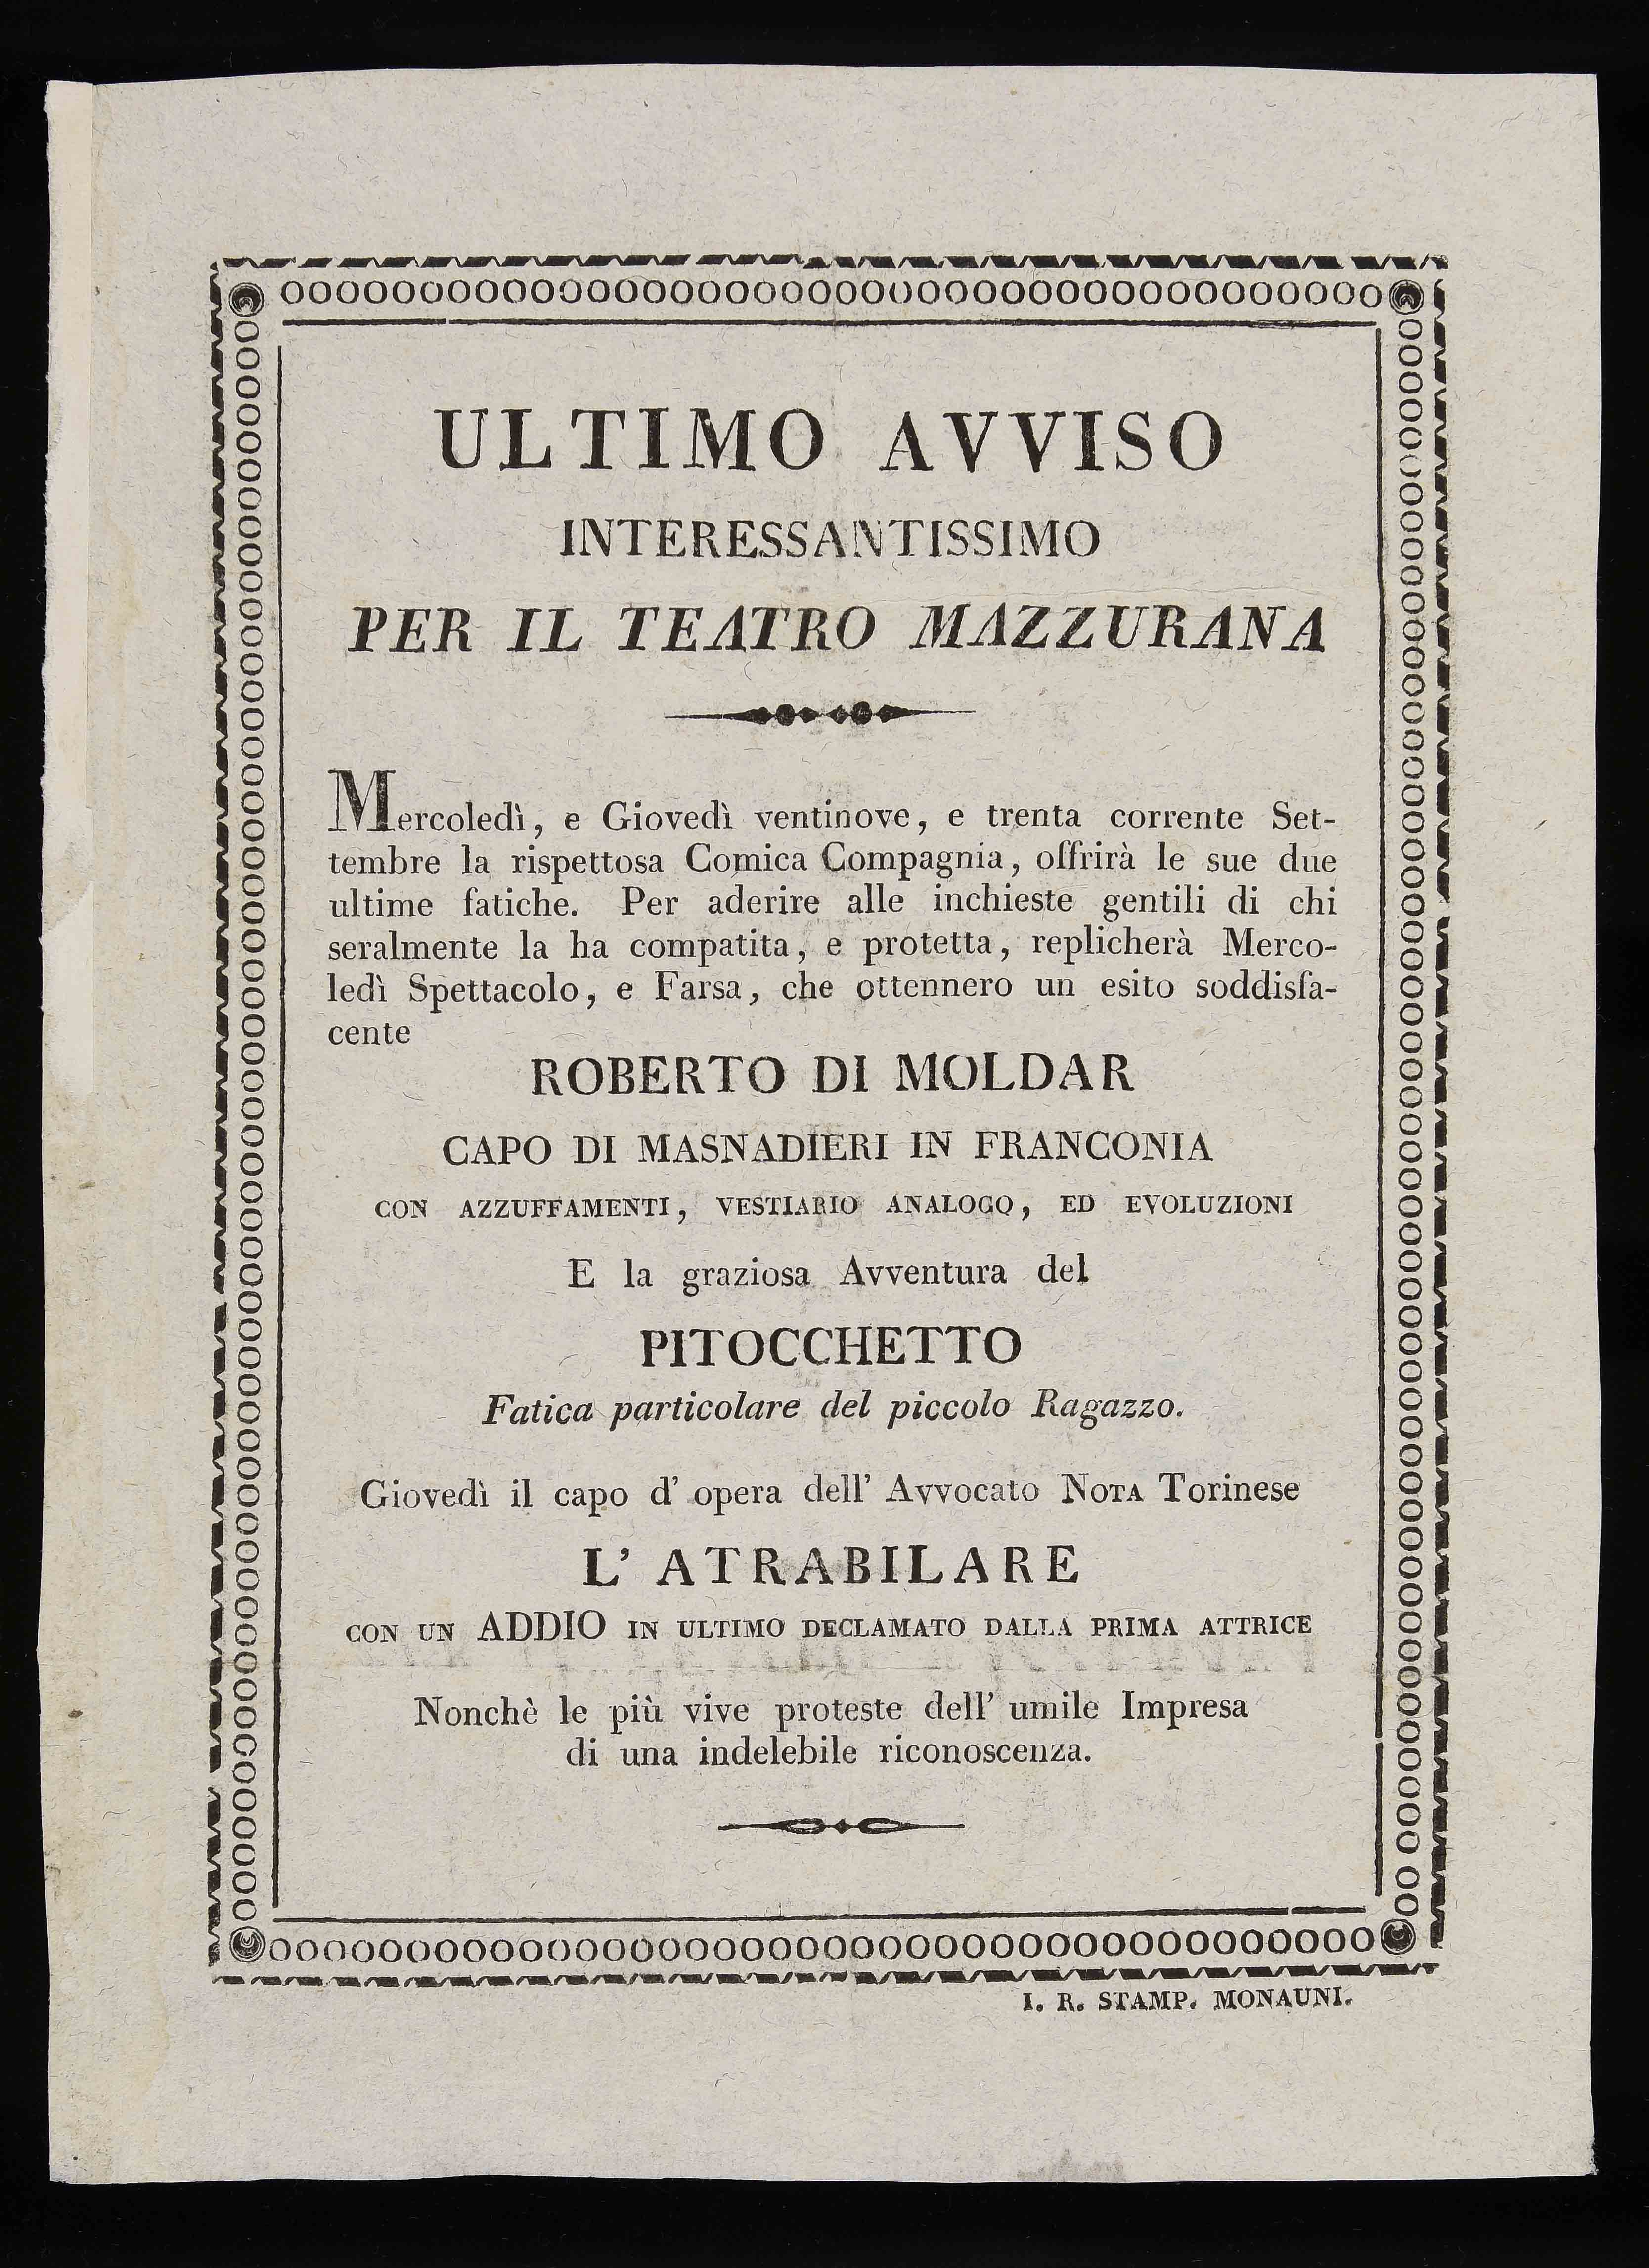 ULTIMO AVVISO
INTERESSANTISSIMO
PER IL TEATRO MAZZURANA
Mercoledì, e Giovedì ventinove, e trenta corrente Set-
tembre la rispettosa Comica Compagnia, offrirà le sue due
ultime fatiche. Per aderire alle inchieste gentili di chi
seralmente la ha compatita, e protetta, replicherà Merco-
ledì Spettacolo, e Farsa, che ottennero un esito soddisfa-
cente
ROBERTO DI MOLDAR
CAPO DI MASNADIERI IN FRANCONIA
CON AZZUFFAMENTI, VESTIARIO ANALOGO, ED EVOLUZIONI
E la graziosa Avventura del
PITOCCHETTO
Fatica particolare del piccolo Ragazzo.
Giovedì il capo d' opera dell' Avvocato NOTA Torinese
L' ATRABILARE
CON UN ADDIO IN ULTIMO DECLAMATO DALLA PRIMA ATTRICE
Nonchè le più vive proteste dell' umile Impresa
di una indelebile riconoscenza.
I. R. STAMP. MONAUNI.